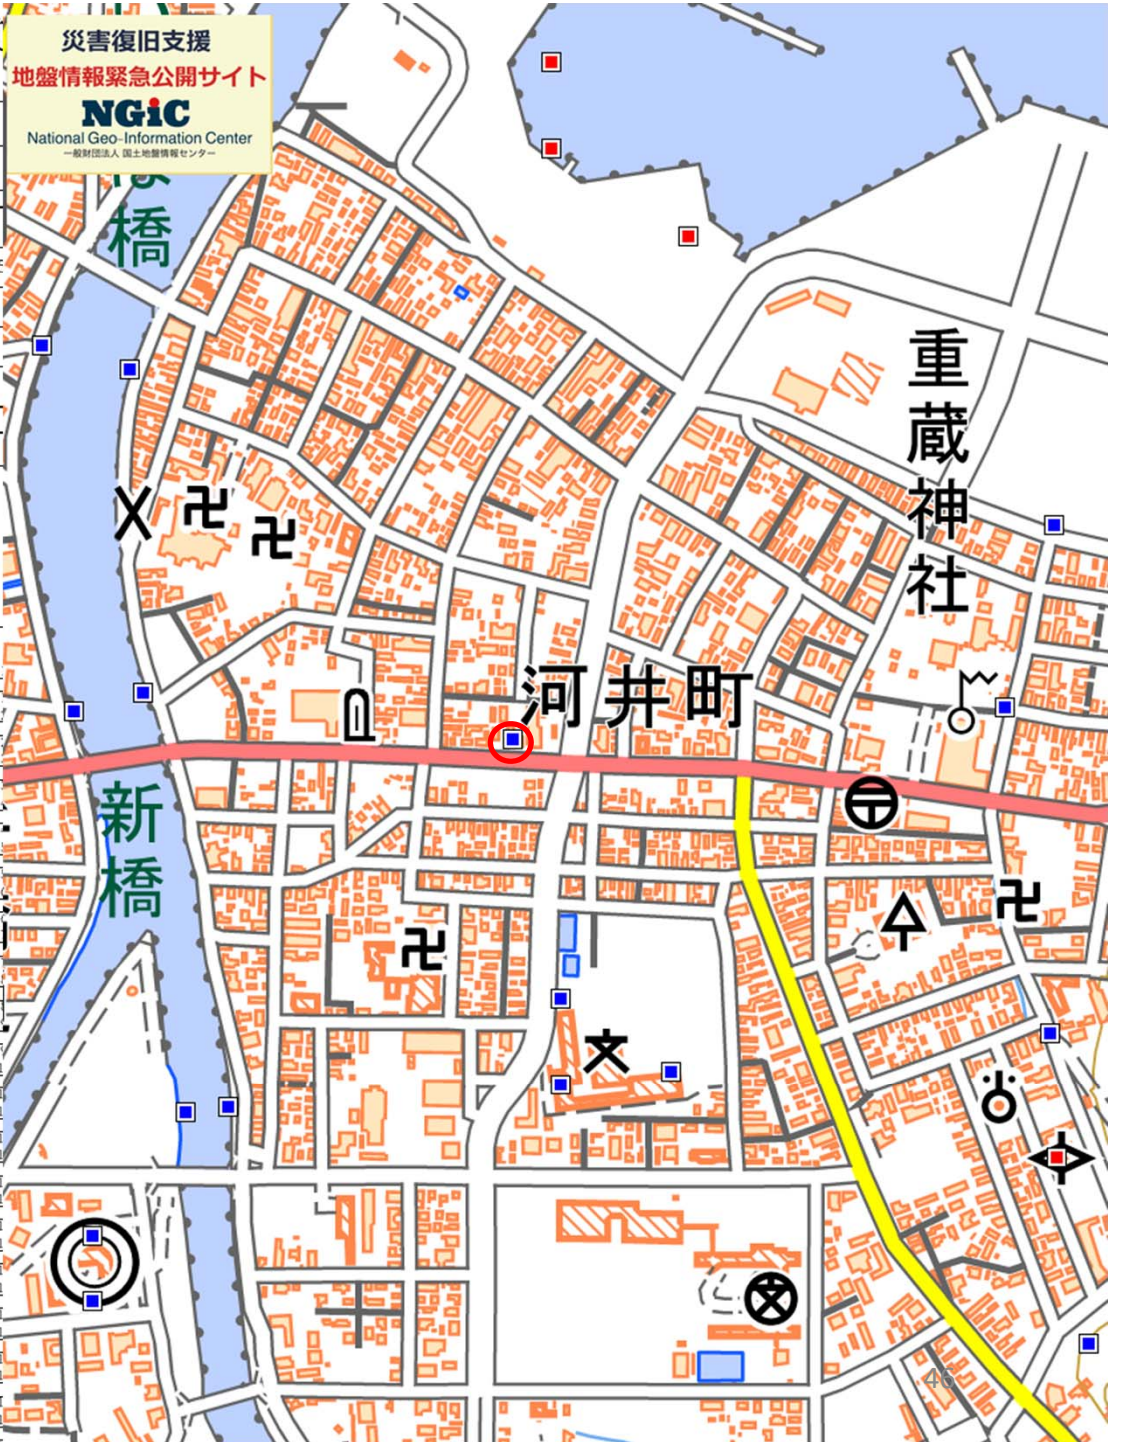 災害復旧支援
地盤情報緊急公開サイト
NGiC
National Geo-Information Center
一般財団法人 国土地盤情報センター
橋
重蔵神社
河井町
新橋
文
46